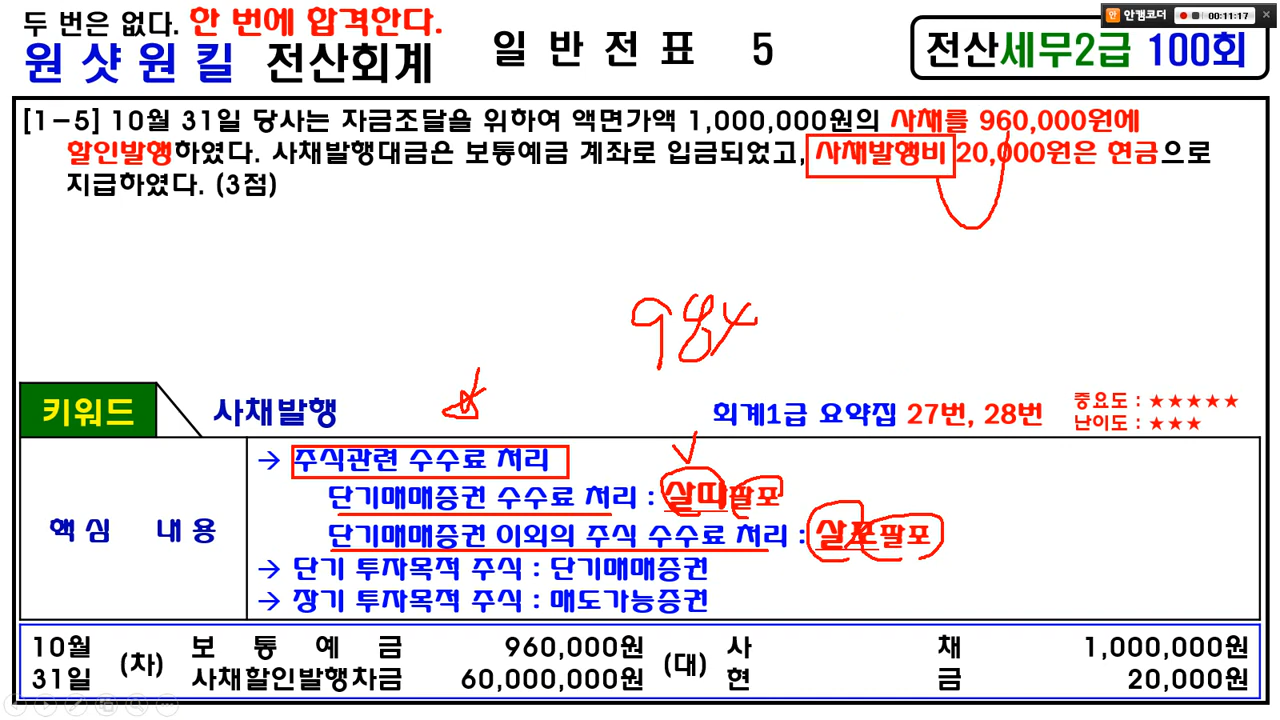 안캠코더 00:11:17
두 번은 없다. 한 번에 합격한다.
원샷원킬 전산회계 일반전표 5 전산세무2급 100회
[1-5] 10월 31일 당사는 자금조달을 위하여 액면가액 1,000,000원의 사채를 960,000원에
할인발행하였다. 사채발행대금은 보통예금 계좌로 입금되었고, 사채발행비 20,000원은 현금으로
지급하였다. (3점)
키워드 사채발행 회계1급 요약집 27번, 28번 중요도 : ★★★★★
난이도 : ★★★
→ 주식관련 수수료 처리
단기매매증권 수수료 처리 : 살따팔포
핵심 내용 단기매매증권 이외의 주식 수수료 처리 : 살포팔포
→ 단기 투자목적 주식 : 단기매매증권
→ 장기 투자목적 주식 : 매도가능증권
10월 31일 (차) 보통예금 960,000원 (대) 사채 1,000,000원
사채할인발행차금 60,000,000원 현금 20,000원